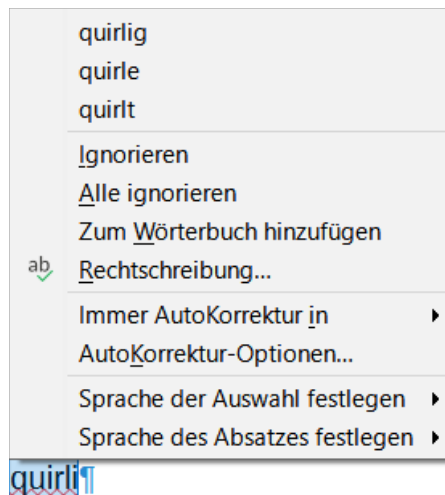 quirlig
quirle
quirlt
Ignorieren
Alle ignorieren
Zum Wörterbuch hinzufügen
ab Rechtschreibung...
Immer AutoKorrektur in
AutoKorrektur-Optionen...
Sprache der Auswahl festlegen
Sprache des Absatzes festlegen
quirli¶